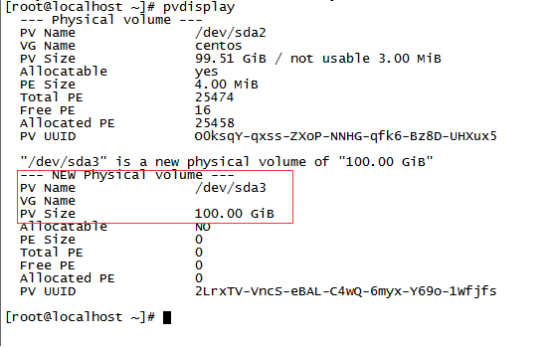 [root@localhost ~]# pvdisplay
--- Physical volume ---
PV Name /dev/sda2
VG Name centos
PV Size 99.51 GiB / not usable 3.00 MiB
Allocatable yes
PE Size 4.00 MiB
Total PE 25474
Free PE 16
Allocated PE 25458
PV UUID O0ksqY-qxss-ZXoP-NNHG-qfk6-Bz8D-UHXux5
"/dev/sda3" is a new physical volume of "100.00 GiB"
--- NEW Physical volume ---
PV Name /dev/sda3
VG Name
PV Size 100.00 GiB
Allocatable NO
PE Size 0
Total PE 0
Free PE 0
Allocated PE 0
PV UUID 2LrxTV-VncS-eBAL-C4wQ-6myx-Y69o-1Wfjfs
[root@localhost ~]#